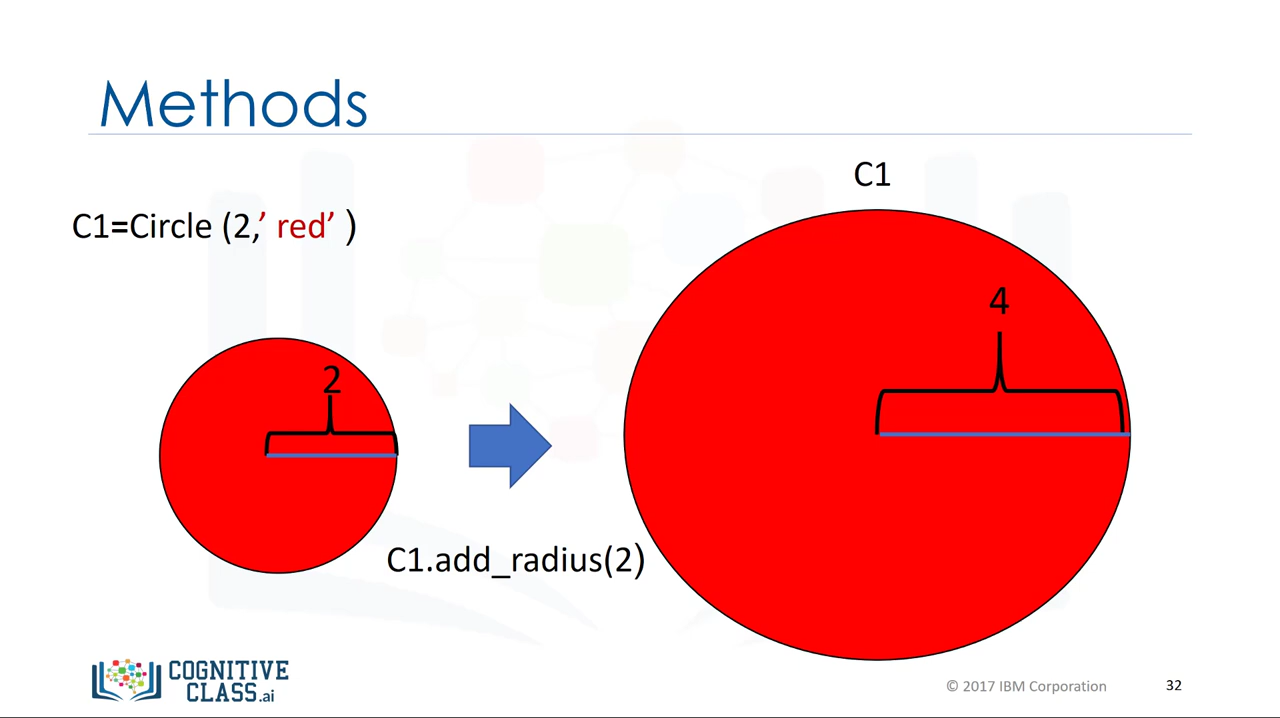 Methods
C1=Circle (2,’ red’ )
C1
4
2
C1.add_radius(2)
COGNITIVE
CLASS.ai
© 2017 IBM Corporation
32